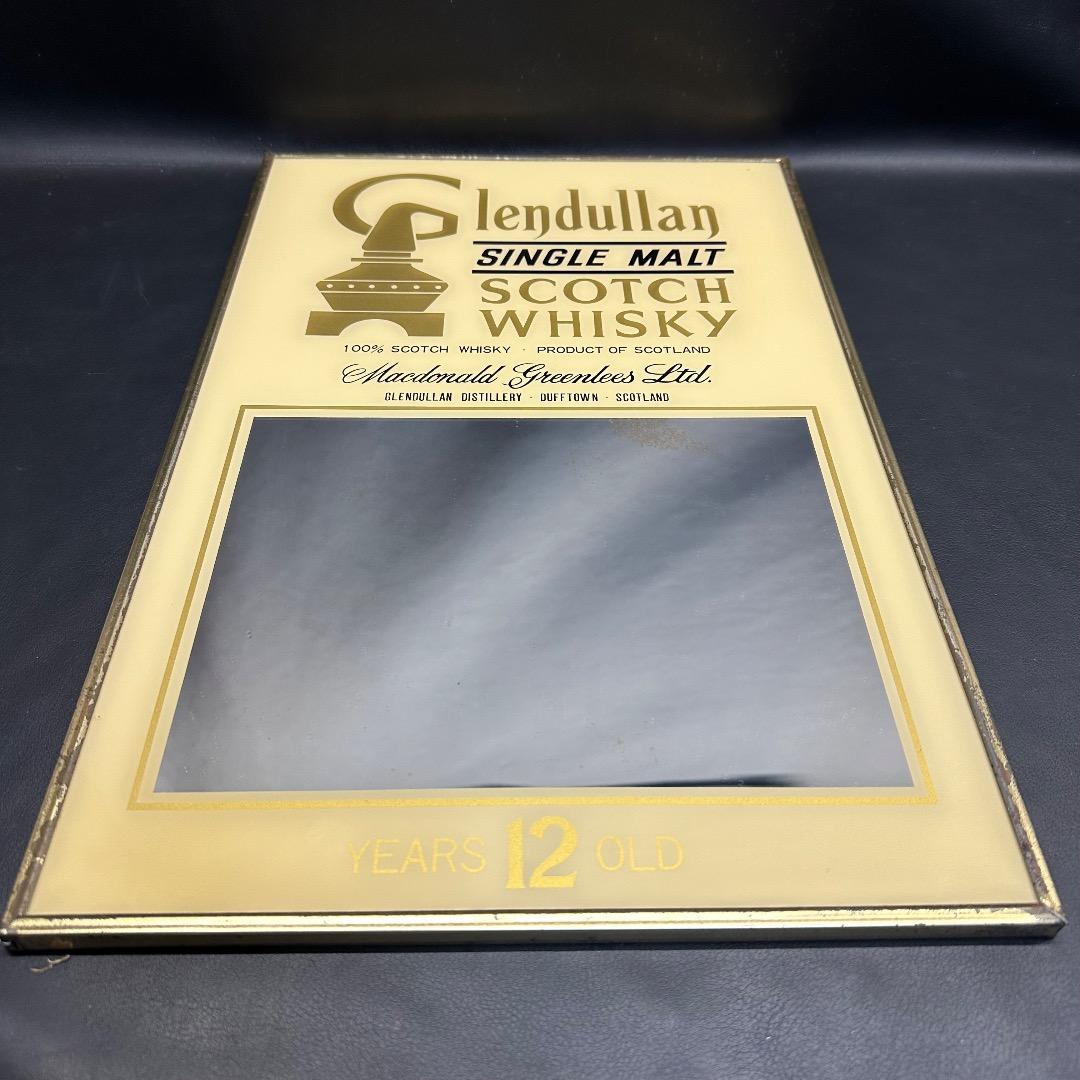 Glendullan
SINGLE MALT
SCOTCH
WHISKY
100% SCOTCH WHISKY · PRODUCT OF SCOTLAND
Macdonald Greenlees Ltd.
GLENDULLAN DISTILLERY · DUFFTOWN · SCOTLAND
YEARS 12 OLD